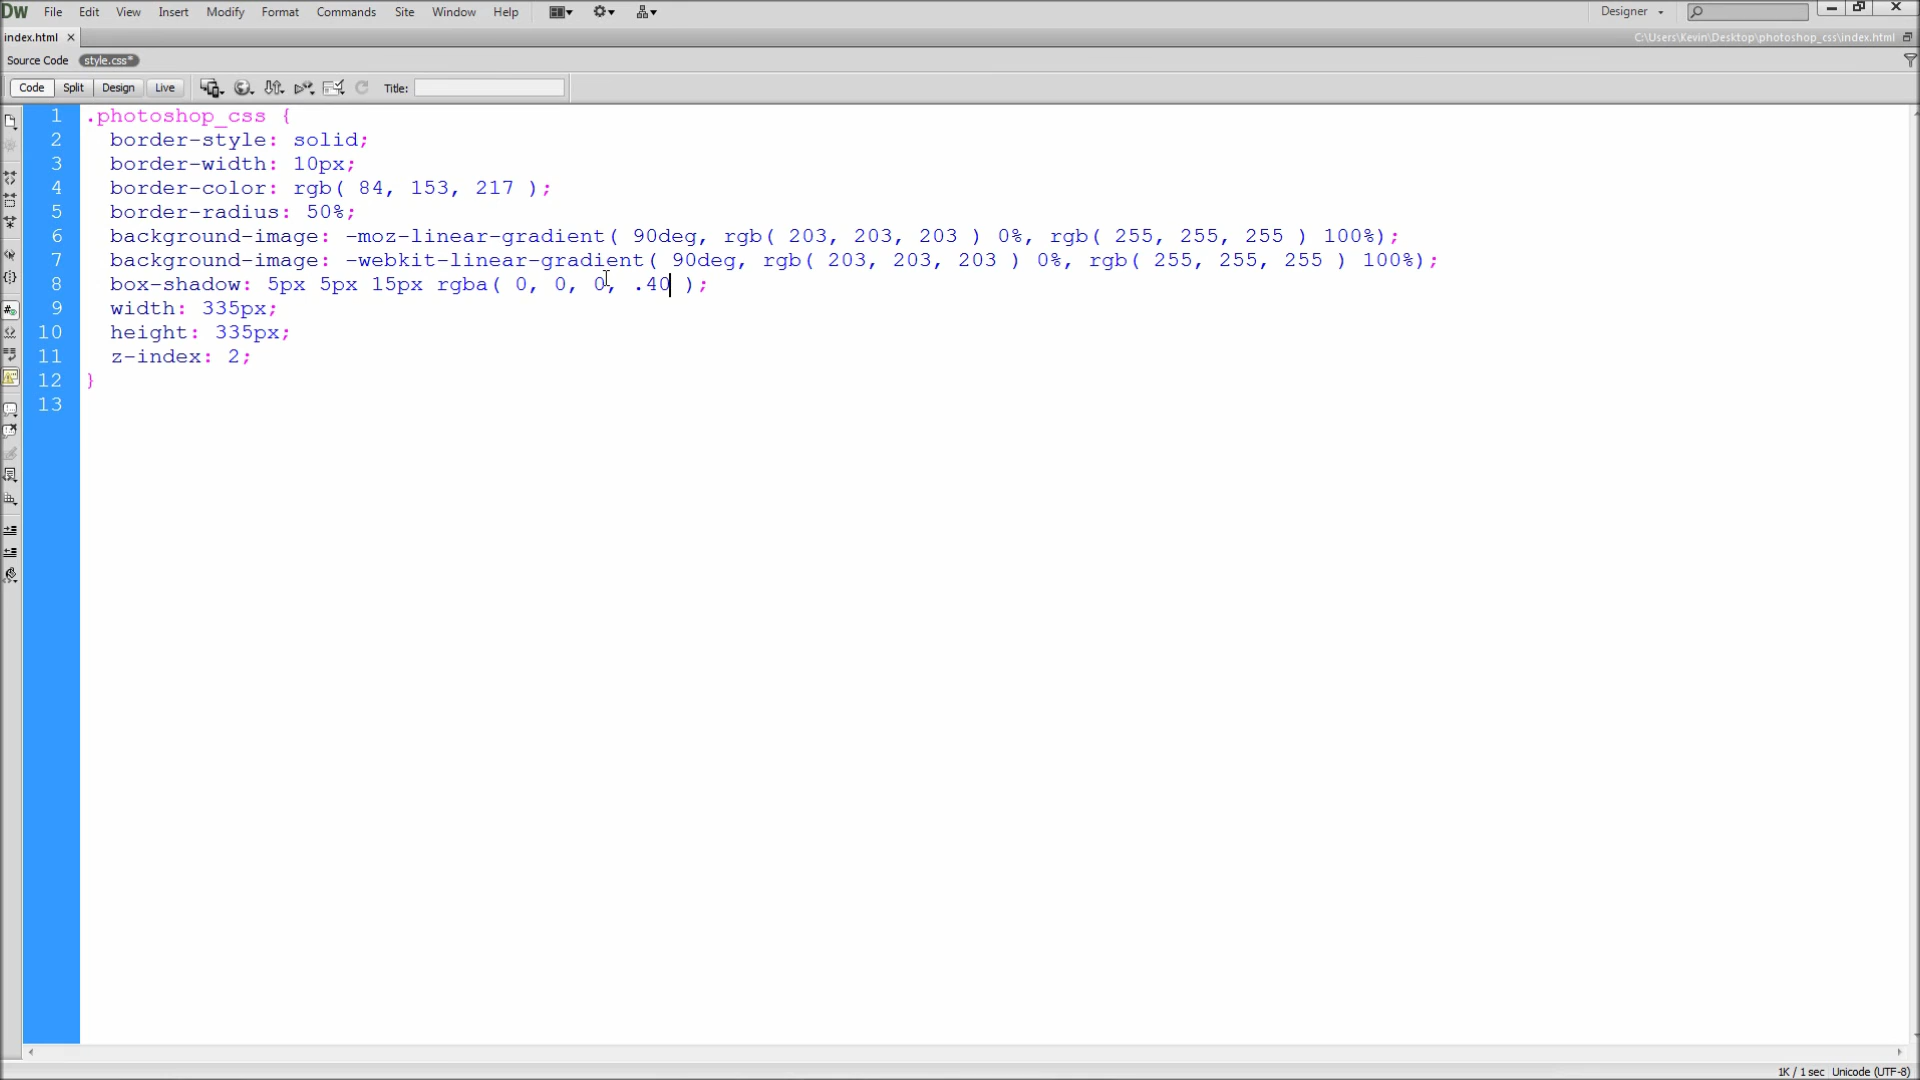 DW File Edit View Insert Modify Format Commands Site Window Help Designer
index.html × C:\Users\Kevin\Desktop\photoshop_css\index.html
Source Code style.css*
Code Split Design Live Title:
1 .photoshop_css {
2 border-style: solid;
3 border-width: 10px;
4 border-color: rgb( 84, 153, 217 );
5 border-radius: 50%;
6 background-image: -moz-linear-gradient( 90deg, rgb( 203, 203, 203 ) 0%, rgb( 255, 255, 255 ) 100%);
7 background-image: -webkit-linear-gradient( 90deg, rgb( 203, 203, 203 ) 0%, rgb( 255, 255, 255 ) 100%);
8 box-shadow: 5px 5px 15px rgba( 0, 0, 0, .40 );
9 width: 335px;
10 height: 335px;
11 z-index: 2;
12 }
13
1K / 1 sec Unicode (UTF-8)